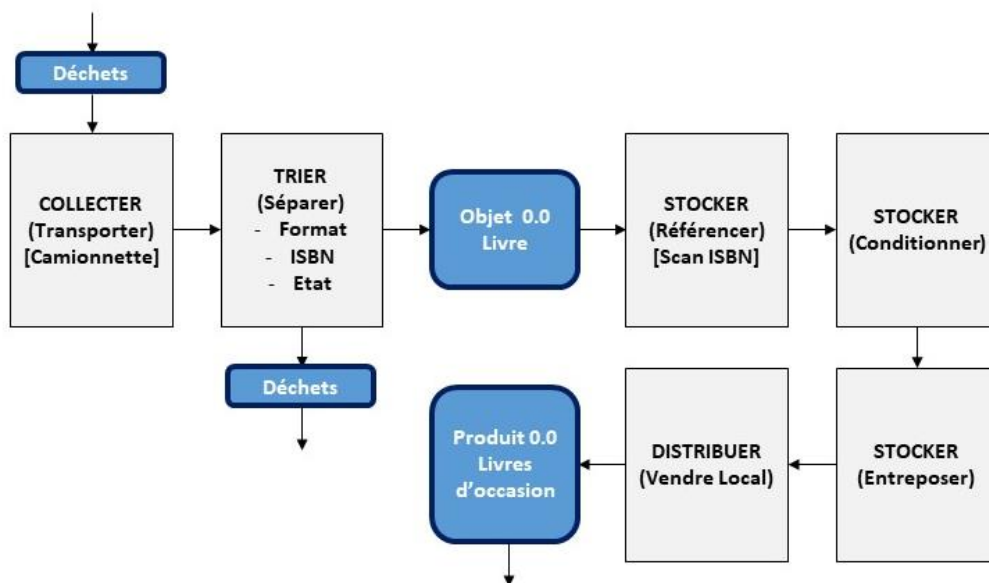 Déchets
COLLECTER
(Transporter)
[Camionnette]
TRIER
(Séparer)
- Format
- ISBN
- Etat
Objet 0.0
Livre
STOCKER
(Référencer)
[Scan ISBN]
STOCKER
(Conditionner)
Déchets
Produit 0.0
Livres
d'occasion
DISTRIBUER
(Vendre Local)
STOCKER
(Entreposer)